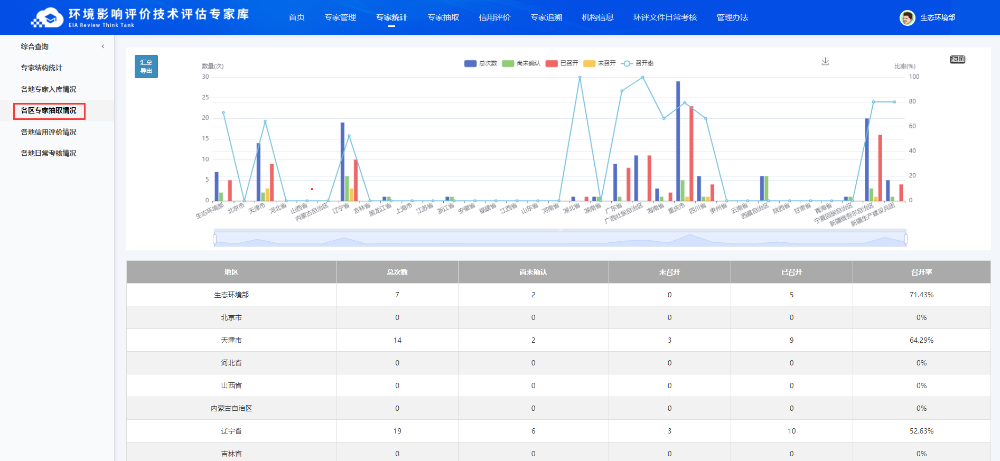 环境影响评价技术评估专家库
EIA Review Think Tank
首页 专家管理 专家统计 专家抽取 信用评价 专家追溯 机构信息 环评文件日常考核 管理办法 生态环境部
综合查询
专家结构统计
各地专家入库情况
各区专家抽取情况
各地信用评价情况
各地日常考核情况
汇总
导出
总次数 尚未确认 已召开 未召开 召开率
返回
数量(次) 比率(%)
30 100
25
20 80
15 60
10 40
5 20
0 0
生态环境部 北京市 天津市 河北省 山西省 内蒙古自治区 辽宁省 吉林省 黑龙江省 上海市 江苏省 浙江省 安徽省 福建省 江西省 山东省 河南省 湖北省 湖南省 广东省 广西壮族自治区 海南省 重庆市 四川省 贵州省 云南省 西藏自治区 陕西省 甘肃省 青海省 宁夏回族自治区 新疆维吾尔自治区 新疆生产建设兵团
地区 总次数 尚未确认 未召开 已召开 召开率
生态环境部 7 2 0 5 71.43%
北京市 0 0 0 0 0%
天津市 14 2 3 9 64.29%
河北省 0 0 0 0 0%
山西省 0 0 0 0 0%
内蒙古自治区 0 0 0 0 0%
辽宁省 19 6 3 10 52.63%
吉林省 0 0 0 0 0%